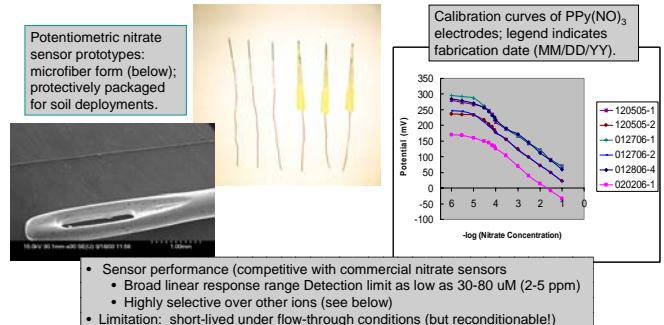 Potentiometric nitrate
sensor prototypes:
microfiber form (below);
protectively packaged
for soil deployments.
Calibration curves of PPy(NO)3
electrodes; legend indicates
fabrication date (MM/DD/YY).
350
300
250
200
150
100
50
0
-50
-100
Potential (mV)
6 5 4 3 2 1 0
-log (Nitrate Concentration)
120505-1
120505-2
012706-1
012706-2
012806-4
020206-1
1.00mm
• Sensor performance (competitive with commercial nitrate sensors
• Broad linear response range Detection limit as low as 30-80 uM (2-5 ppm)
• Highly selective over other ions (see below)
• Limitation: short-lived under flow-through conditions (but reconditionable!)